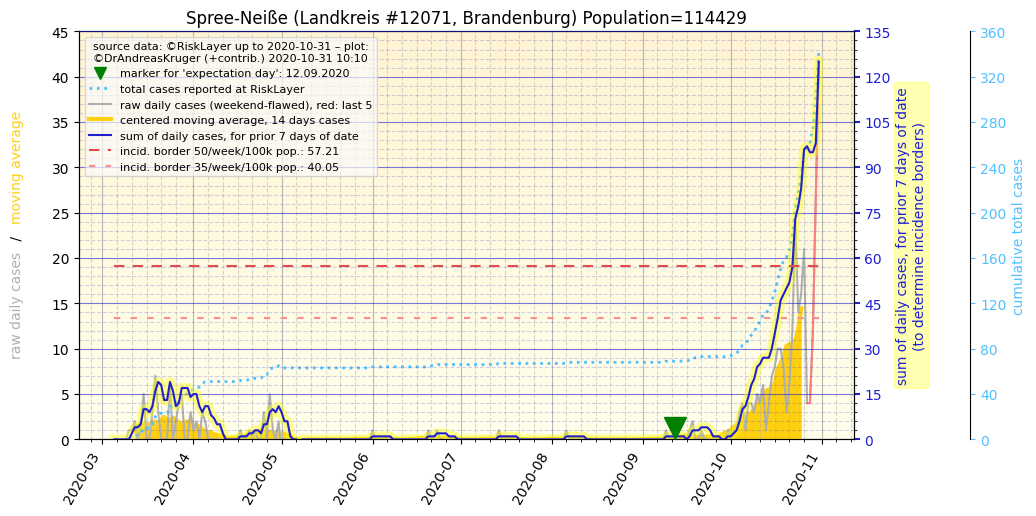 Spree-Neiße (Landkreis #12071, Brandenburg) Population=114429
source data: ©RiskLayer up to 2020-10-31 – plot:
©DrAndreasKruger (+contrib.) 2020-10-31 10:10
marker for 'expectation day': 12.09.2020
total cases reported at RiskLayer
raw daily cases (weekend-flawed), red: last 5
centered moving average, 14 days cases
sum of daily cases, for prior 7 days of date
incid. border 50/week/100k pop.: 57.21
incid. border 35/week/100k pop.: 40.05
raw daily cases / moving average
45
40
35
30
25
20
15
10
5
0
2020-03
2020-04
2020-05
2020-06
2020-07
2020-08
2020-09
2020-10
2020-11
135
120
105
90
75
60
45
30
15
0
sum of daily cases, for prior 7 days of date
(to determine incidence borders)
360
320
280
240
200
160
120
80
40
0
cumulative total cases